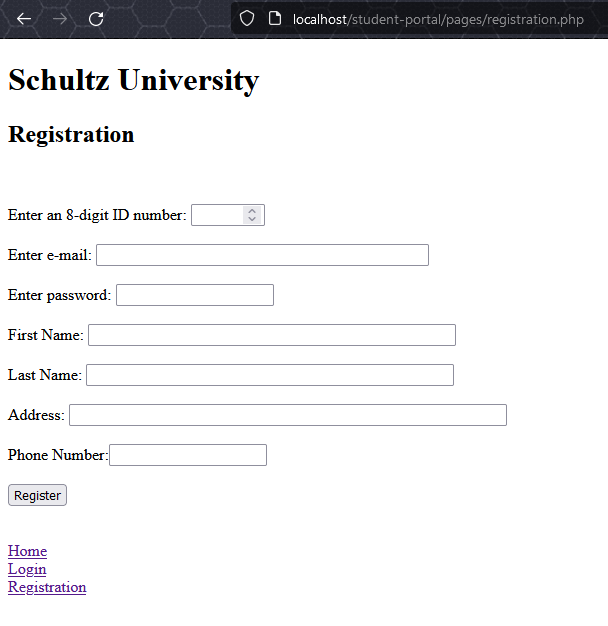 localhost/student-portal/pages/registration.php
Schultz University
Registration
Enter an 8-digit ID number:
Enter e-mail:
Enter password:
First Name:
Last Name:
Address:
Phone Number:
Register
Home
Login
Registration